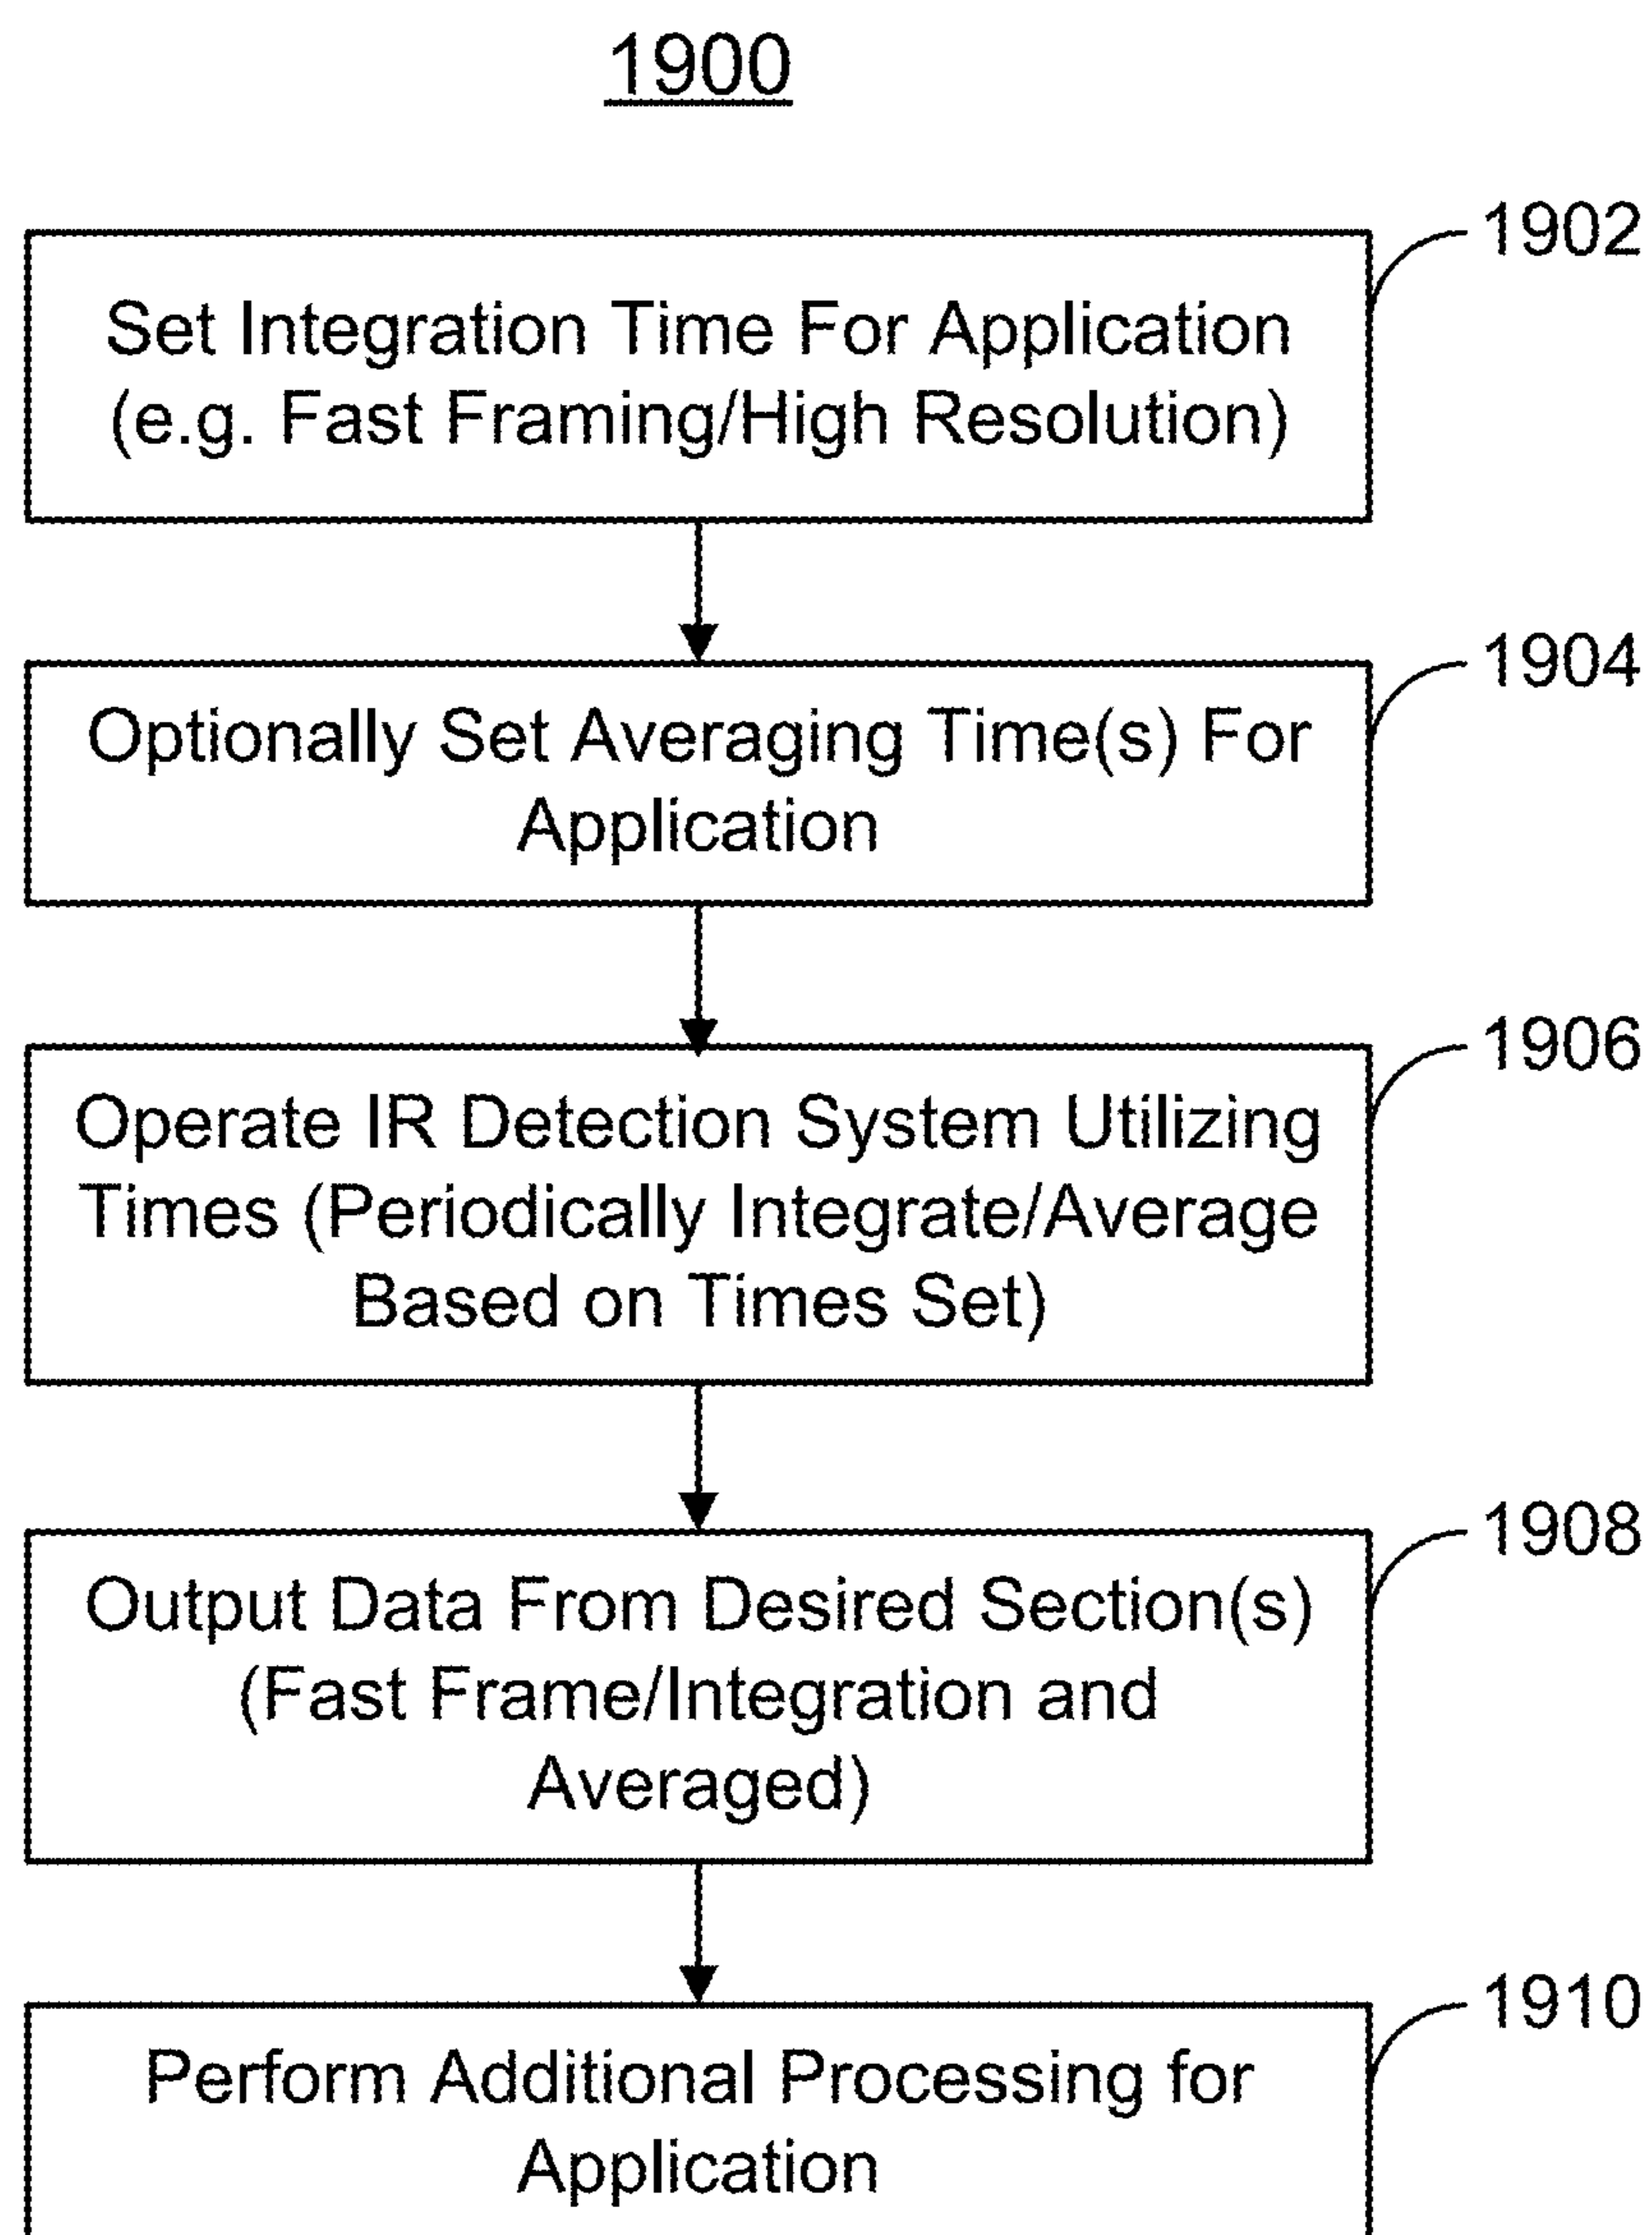 1900
1902
Set Integration Time For Application
(e.g. Fast Framing/High Resolution)
1904
Optionally Set Averaging Time(s) For
Application
1906
Operate IR Detection System Utilizing
Times (Periodically Integrate/Average
Based on Times Set)
1908
Output Data From Desired Section(s)
(Fast Frame/Integration and
Averaged)
1910
Perform Additional Processing for
Application